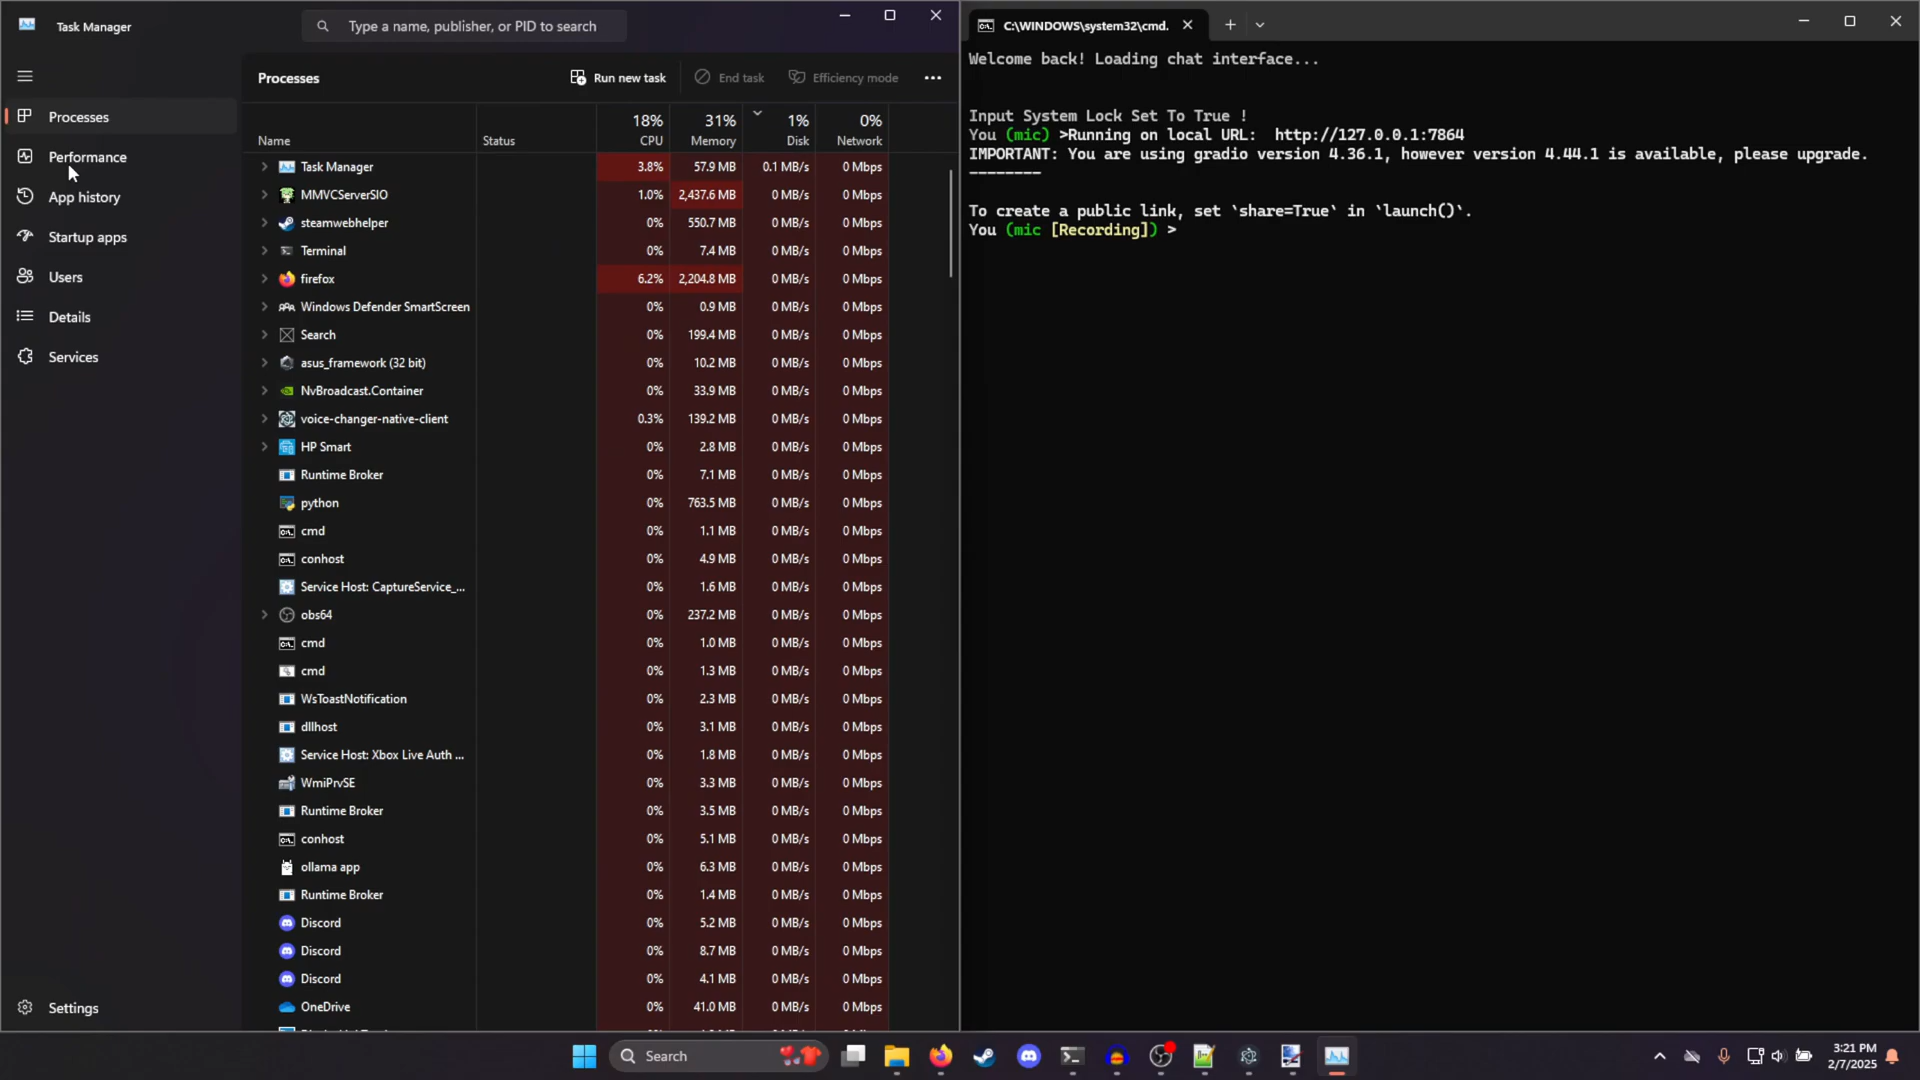 Task Manager
Type a name, publisher, or PID to search
Processes
Performance
App history
Startup apps
Users
Details
Services
Settings
Processes
Run new task
End task
Efficiency mode
18% 31% 1% 0%
Name Status CPU Memory Disk Network
Task Manager 3.8% 57.9 MB 0.1 MB/s 0 Mbps
MMVCServerSIO 1.0% 2,437.6 MB 0 MB/s 0 Mbps
steamwebhelper 0% 550.7 MB 0 MB/s 0 Mbps
Terminal 0% 7.4 MB 0 MB/s 0 Mbps
firefox 6.2% 2,204.8 MB 0 MB/s 0 Mbps
Windows Defender SmartScreen 0% 0.9 MB 0 MB/s 0 Mbps
Search 0% 199.4 MB 0 MB/s 0 Mbps
asus_framework (32 bit) 0% 10.2 MB 0 MB/s 0 Mbps
NvBroadcast.Container 0% 33.9 MB 0 MB/s 0 Mbps
voice-changer-native-client 0.3% 139.2 MB 0 MB/s 0 Mbps
HP Smart 0% 2.8 MB 0 MB/s 0 Mbps
Runtime Broker 0% 7.1 MB 0 MB/s 0 Mbps
python 0% 763.5 MB 0 MB/s 0 Mbps
cmd 0% 1.1 MB 0 MB/s 0 Mbps
conhost 0% 4.9 MB 0 MB/s 0 Mbps
Service Host: CaptureService_... 0% 1.6 MB 0 MB/s 0 Mbps
obs64 0% 237.2 MB 0 MB/s 0 Mbps
cmd 0% 1.0 MB 0 MB/s 0 Mbps
cmd 0% 1.3 MB 0 MB/s 0 Mbps
WsToastNotification 0% 2.3 MB 0 MB/s 0 Mbps
dllhost 0% 3.1 MB 0 MB/s 0 Mbps
Service Host: Xbox Live Auth ... 0% 1.8 MB 0 MB/s 0 Mbps
WmiPrvSE 0% 3.3 MB 0 MB/s 0 Mbps
Runtime Broker 0% 3.5 MB 0 MB/s 0 Mbps
conhost 0% 5.1 MB 0 MB/s 0 Mbps
ollama app 0% 6.3 MB 0 MB/s 0 Mbps
Runtime Broker 0% 1.4 MB 0 MB/s 0 Mbps
Discord 0% 5.2 MB 0 MB/s 0 Mbps
Discord 0% 8.7 MB 0 MB/s 0 Mbps
Discord 0% 4.1 MB 0 MB/s 0 Mbps
OneDrive 0% 41.0 MB 0 MB/s 0 Mbps
C:\WINDOWS\system32\cmd.
Welcome back! Loading chat interface...
Input System Lock Set To True !
You (mic) >Running on local URL:  http://127.0.0.1:7864
IMPORTANT: You are using gradio version 4.36.1, however version 4.44.1 is available, please upgrade.
--------
To create a public link, set `share=True` in `launch()`.
You (mic [Recording]) >
Search
3:21 PM
2/7/2025